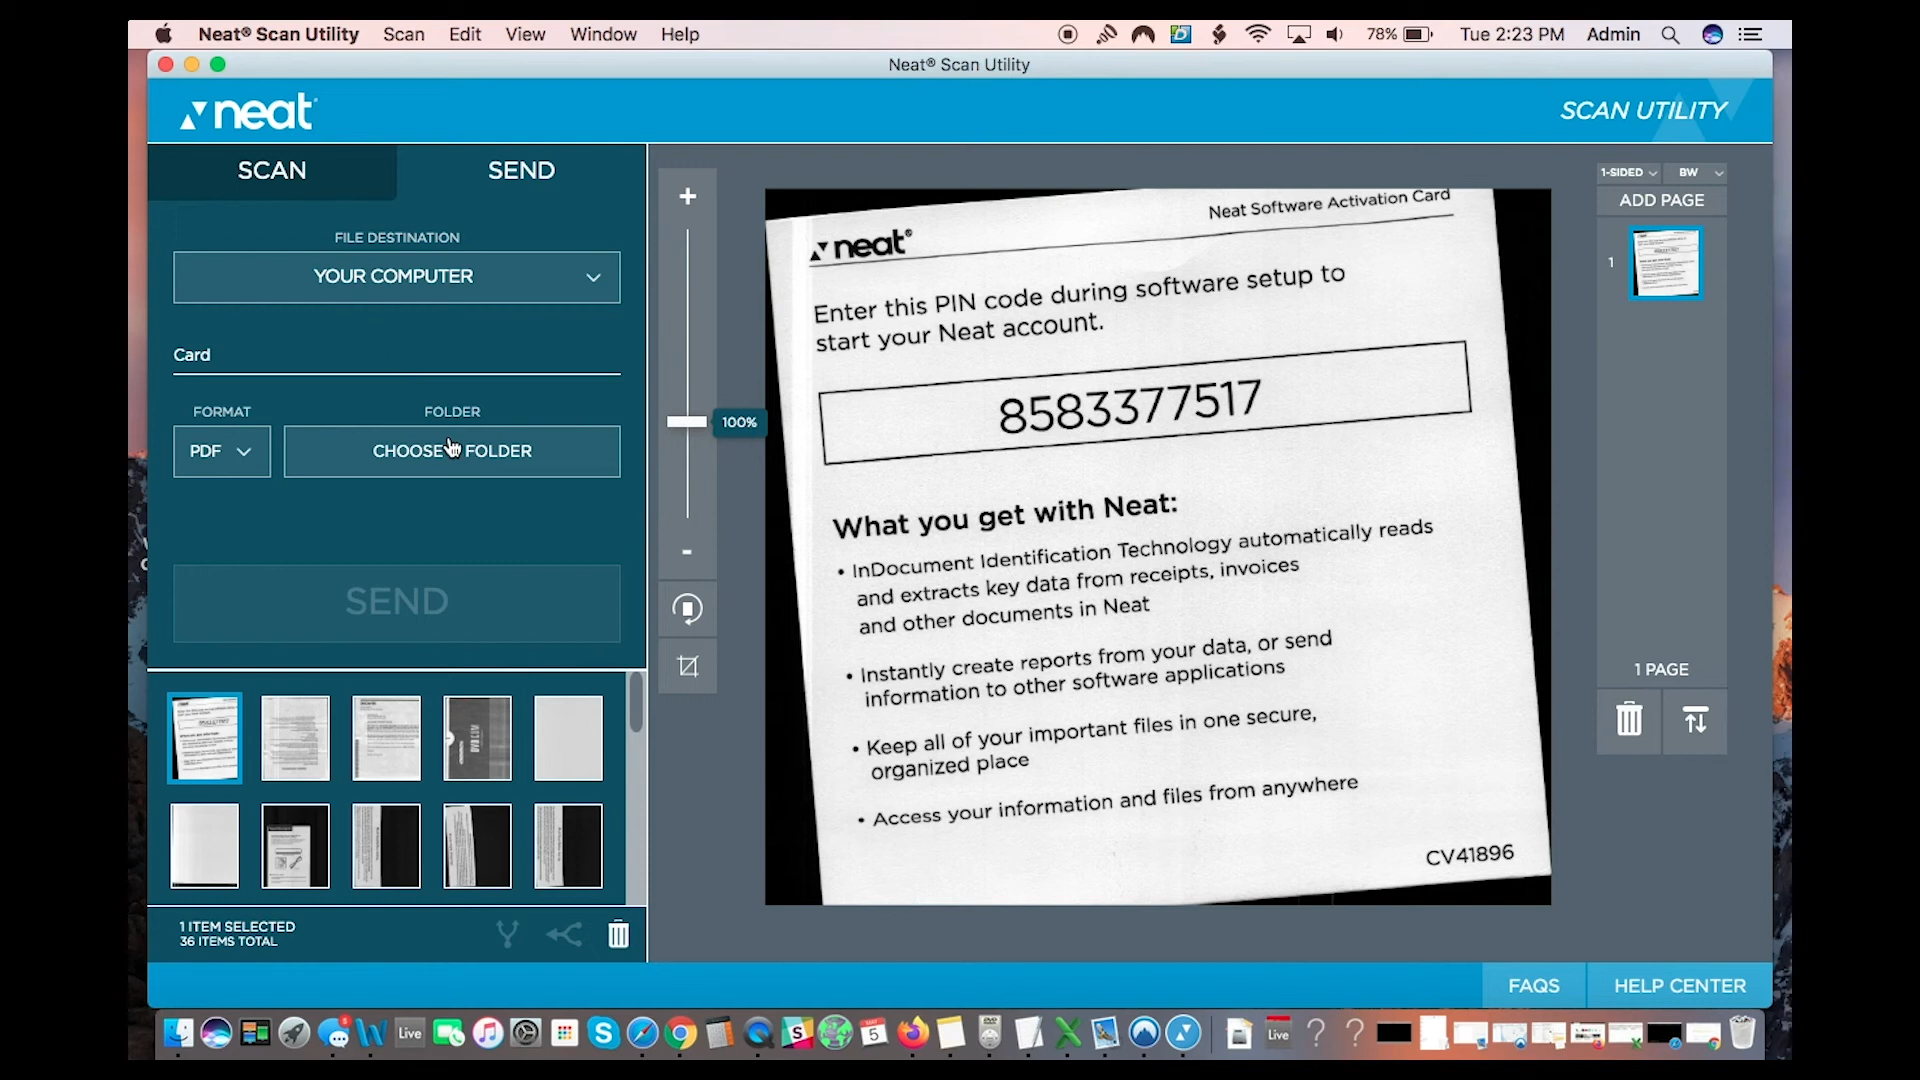 Neat® Scan Utility Scan Edit View Window Help 78% Tue 2:23 PM Admin
Neat® Scan Utility
neat
SCAN UTILITY
SCAN SEND
FILE DESTINATION
YOUR COMPUTER
Card
FORMAT FOLDER
PDF CHOOSE FOLDER
SEND
1 ITEM SELECTED
36 ITEMS TOTAL
+
100%
-
Neat Software Activation Card
neat®
Enter this PIN code during software setup to
start your Neat account.
8583377517
What you get with Neat:
• InDocument Identification Technology automatically reads
and extracts key data from receipts, invoices
and other documents in Neat
• Instantly create reports from your data, or send
information to other software applications
• Keep all of your important files in one secure,
organized place
• Access your information and files from anywhere
CV41896
1-SIDED BW
ADD PAGE
1
1 PAGE
FAQS HELP CENTER
Live
MAY
5
Live